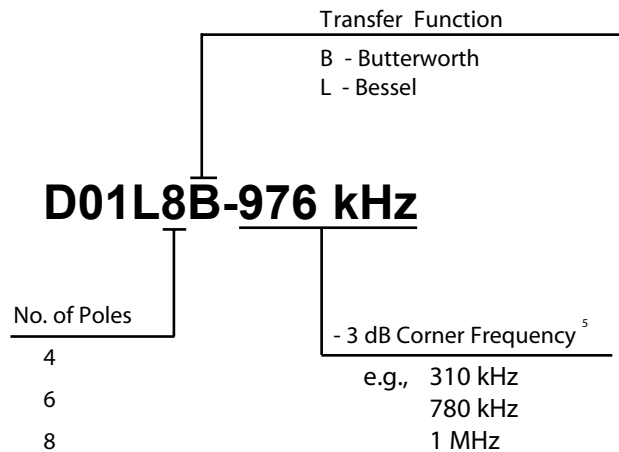 Transfer Function
B - Butterworth
L - Bessel
D01L8B-976 kHz
No. of Poles
4
6
8
- 3 dB Corner Frequency 5
e.g., 310 kHz
780 kHz
1 MHz